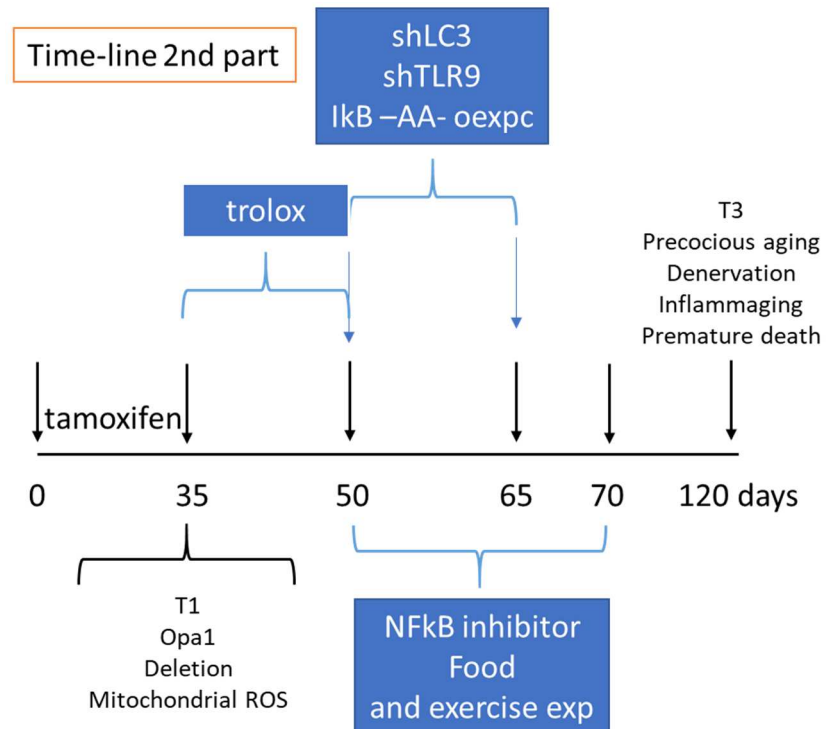 Time-line 2nd part
shLC3
shTLR9
IkB –AA- oexpc
trolox
T3
Precocious aging
Denervation
Inflammaging
Premature death
tamoxifen
0 35 50 65 70 120 days
T1
Opa1
Deletion
Mitochondrial ROS
NFkB inhibitor
Food
and exercise exp